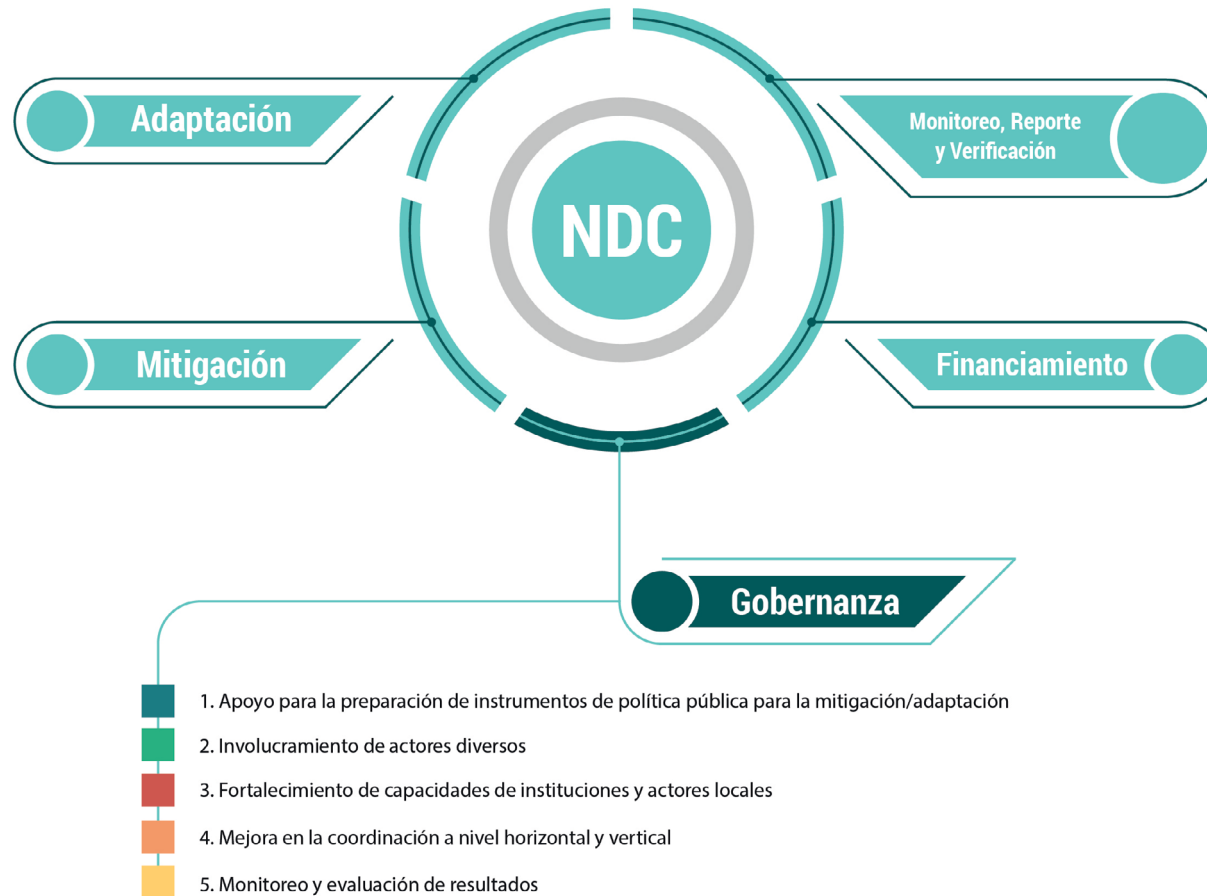 Adaptación
Monitoreo, Reporte
y Verificación
NDC
Mitigación
Financiamiento
Gobernanza
1. Apoyo para la preparación de instrumentos de política pública para la mitigación/adaptación
2. Involucramiento de actores diversos
3. Fortalecimiento de capacidades de instituciones y actores locales
4. Mejora en la coordinación a nivel horizontal y vertical
5. Monitoreo y evaluación de resultados